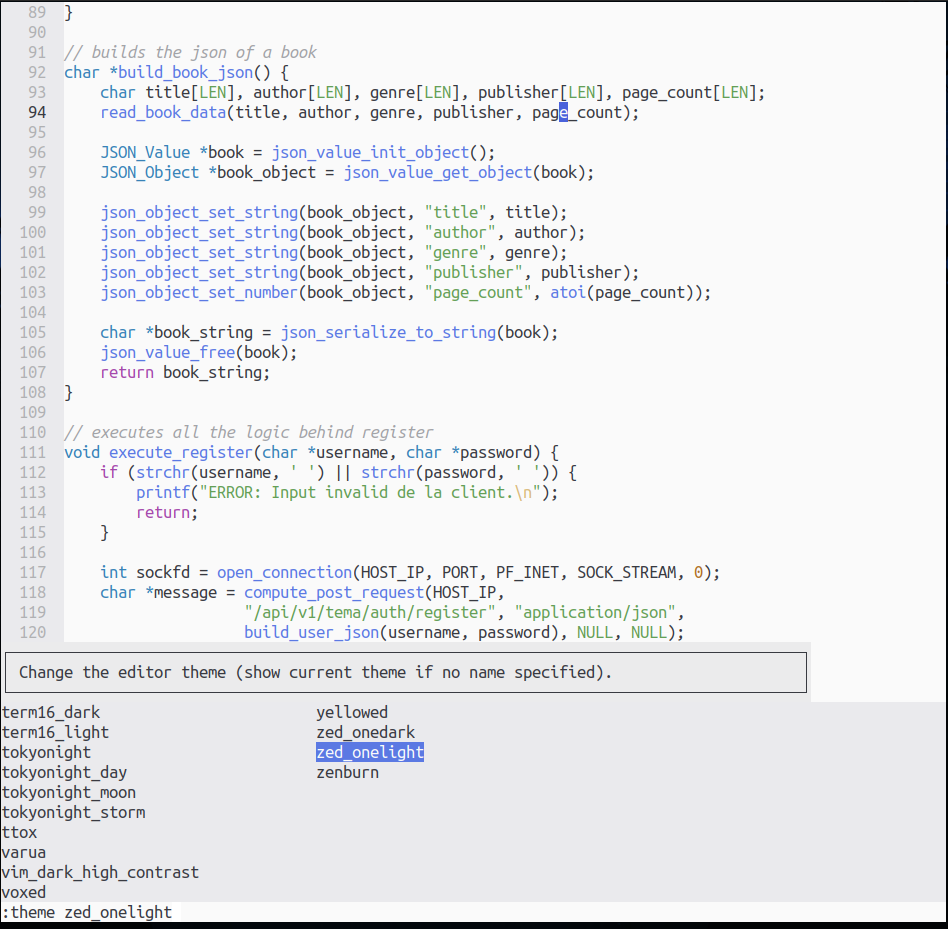 89 }
90
91 // builds the json of a book
92 char *build_book_json() {
93     char title[LEN], author[LEN], genre[LEN], publisher[LEN], page_count[LEN];
94     read_book_data(title, author, genre, publisher, page_count);
95
96     JSON_Value *book = json_value_init_object();
97     JSON_Object *book_object = json_value_get_object(book);
98
99     json_object_set_string(book_object, "title", title);
100     json_object_set_string(book_object, "author", author);
101     json_object_set_string(book_object, "genre", genre);
102     json_object_set_string(book_object, "publisher", publisher);
103     json_object_set_number(book_object, "page_count", atoi(page_count));
104
105     char *book_string = json_serialize_to_string(book);
106     json_value_free(book);
107     return book_string;
108 }
109
110 // executes all the logic behind register
111 void execute_register(char *username, char *password) {
112     if (strchr(username, ' ') || strchr(password, ' ')) {
113         printf("ERROR: Input invalid de la client.\n");
114         return;
115     }
116
117     int sockfd = open_connection(HOST_IP, PORT, PF_INET, SOCK_STREAM, 0);
118     char *message = compute_post_request(HOST_IP,
119                     "/api/v1/tema/auth/register", "application/json",
120                     build_user_json(username, password), NULL, NULL);
Change the editor theme (show current theme if no name specified).
term16_dark yellowed
term16_light zed_onedark
tokyonight zed_onelight
tokyonight_day zenburn
tokyonight_moon
tokyonight_storm
ttox
varua
vim_dark_high_contrast
voxed
:theme zed_onelight